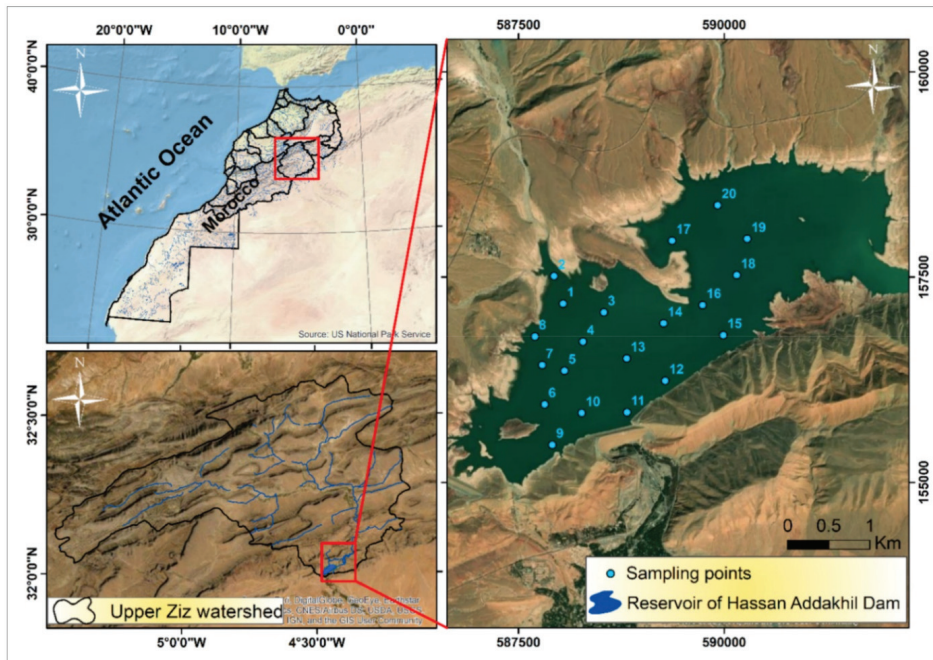 20°0'0"W
10°0'0"W
0°0'0"
40°0'0"N
30°0'0"N
Atlantic Ocean
Morocco
Source: US National Park Service
32°30'0"N
32°0'0"N
Upper Ziz watershed
5°0'0"W
4°30'0"W
587500
590000
160000
157500
155000
20
17
19
18
2
1
3
16
14
15
8
4
13
7
5
12
6
10
11
9
0 0.5 1
Km
Sampling points
Reservoir of Hassan Addakhil Dam
587500
590000